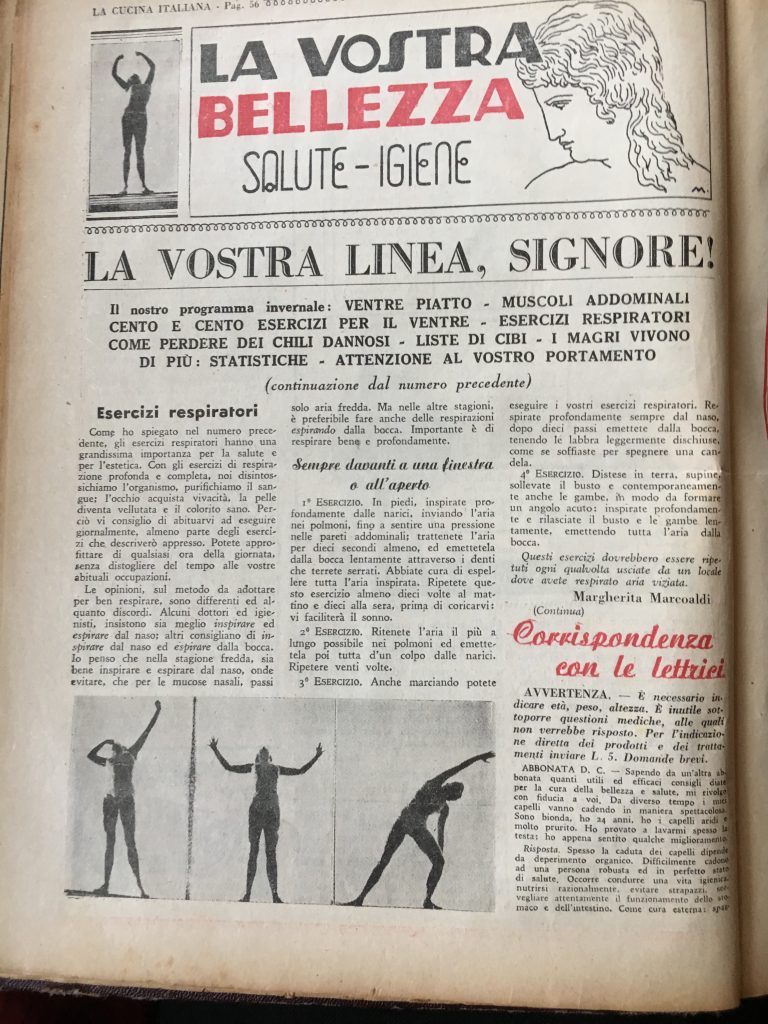 LA CUCINA ITALIANA - Pag. 56
LA VOSTRA
BELLEZZA
SALUTE - IGIENE
M.
LA VOSTRA LINEA, SIGNORE!
Il nostro programma invernale: VENTRE PIATTO - MUSCOLI ADDOMINALI
CENTO E CENTO ESERCIZI PER IL VENTRE - ESERCIZI RESPIRATORI
COME PERDERE DEI CHILI DANNOSI - LISTE DI CIBI - I MAGRI VIVONO
DI PIÙ: STATISTICHE - ATTENZIONE AL VOSTRO PORTAMENTO
(continuazione dal numero precedente)
Esercizi respiratori
Come ho spiegato nel numero prece-
dente, gli esercizi respiratori hanno una
grandissima importanza per la salute e
per l'estetica. Con gli esercizi di respira-
zione profonda e completa, noi disintos-
sichiamo l'organismo, purifichiamo il san-
gue; l'occhio acquista vivacità, la pelle
diventa vellutata e il colorito sano. Per-
ciò vi consiglio di abituarvi ad eseguire
giornalmente, almeno parte degli eserci-
zi che descriverò appresso. Potete appro-
fittare di qualsiasi ora della giornata,
senza distogliere del tempo alle vostre
abituali occupazioni.
Le opinioni, sul metodo da adottare
per ben respirare, sono differenti ed al-
quanto discordi. Alcuni dottori ed igie-
nisti, insistono sia meglio inspirare ed
espirare dal naso; altri consigliano di in-
spirare dal naso ed espirare dalla bocca.
Io penso che nella stagione fredda, sia
bene inspirare e espirare dal naso, onde
evitare, che per le mucose nasali, passi
solo aria fredda. Ma nelle altre stagioni,
è preferibile fare anche delle respirazioni
espirando dalla bocca. Importante è di
respirare bene e profondamente.
Sempre davanti a una finestra
o all'aperto
1º ESERCIZIO. In piedi, inspirate pro-
fondamente dalle narici, inviando l'aria
nei polmoni, fino a sentire una pressione
nelle pareti addominali; trattenete l'aria
per dieci secondi almeno, ed emettetela
dalla bocca lentamente attraverso i denti
che terrete serrati. Abbiate cura di espel-
lere tutta l'aria inspirata. Ripetete que-
sto esercizio almeno dieci volte al mat-
tino e dieci alla sera, prima di coricarvi:
vi faciliterà il sonno.
2º ESERCIZIO. Ritenete l'aria il più a
lungo possibile nei polmoni ed emette-
tela poi tutta d'un colpo dalle narici.
Ripetere venti volte.
3º ESERCIZIO. Anche marciando potete
eseguire i vostri esercizi respiratori. Re-
spirate profondamente sempre dal naso,
dopo dieci passi emettete dalla bocca,
tenendo le labbra leggermente dischiuse,
come se soffiaste per spegnere una can-
dela.
4º ESERCIZIO. Distese in terra, supine,
sollevate il busto e contemporaneamen-
te anche le gambe, in modo da formare
un angolo acuto: inspirate profondamen-
te e rilasciate il busto e le gambe len-
tamente, emettendo tutta l'aria dalla
bocca.
Questi esercizi dovrebbero essere ripe-
tuti ogni qualvolta usciate da un locale
dove avete respirato aria viziata.
Margherita Marcoaldi
(Continua)
Corrispondenza
con le lettrici
AVVERTENZA. — È necessario in-
dicare età, peso, altezza. È inutile sot-
toporre questioni mediche, alle quali
non verrebbe risposto. Per l'indicazio-
ne diretta dei prodotti e dei tratta-
menti inviare L. 5. Domande brevi.
ABBONATA D. C. — Sapendo da un'altra ab-
bonata quanti utili ed efficaci consigli diate
per la cura della bellezza e salute, mi rivolgo
con fiducia a voi. Da diverso tempo i miei
capelli vanno cadendo in maniera spettacolosa.
Sono bionda, ho 24 anni, ho i capelli aridi e
molto prurito. Ho provato a lavarmi spesso la
testa: ho appena sentito qualche miglioramento.
Risposta. Spesso la caduta dei capelli dipende
da deperimento organico. Difficilmente cadono
ad una persona robusta ed in perfetto stato
di salute. Occorre condurre una vita igienica,
nutrirsi razionalmente, evitare strapazzi, sor-
vegliare attentamente il funzionamento dello sto-
maco e dell'intestino. Come cura esterna: